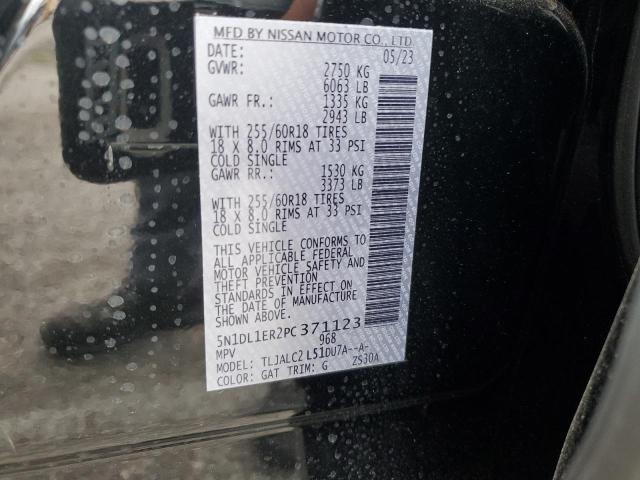 MFD BY NISSAN MOTOR CO., LTD
DATE: 05/23
GVWR: 2750 KG
6063 LB
GAWR FR.: 1335 KG
2943 LB
WITH 255/60R18 TIRES
18 X 8.0 RIMS AT 33 PSI
COLD SINGLE
GAWR RR.: 1530 KG
3373 LB
WITH 255/60R18 TIRES
18 X 8.0 RIMS AT 33 PSI
COLD SINGLE
THIS VEHICLE CONFORMS TO
ALL APPLICABLE FEDERAL
MOTOR VEHICLE SAFETY AND
THEFT PREVENTION
STANDARDS IN EFFECT ON
THE DATE OF MANUFACTURE
SHOWN ABOVE.
5N1DL1ER2PC371123
MPV 968
MODEL: TLJALC2 L51DU7A--A-
COLOR: GAT TRIM: G ZS30A